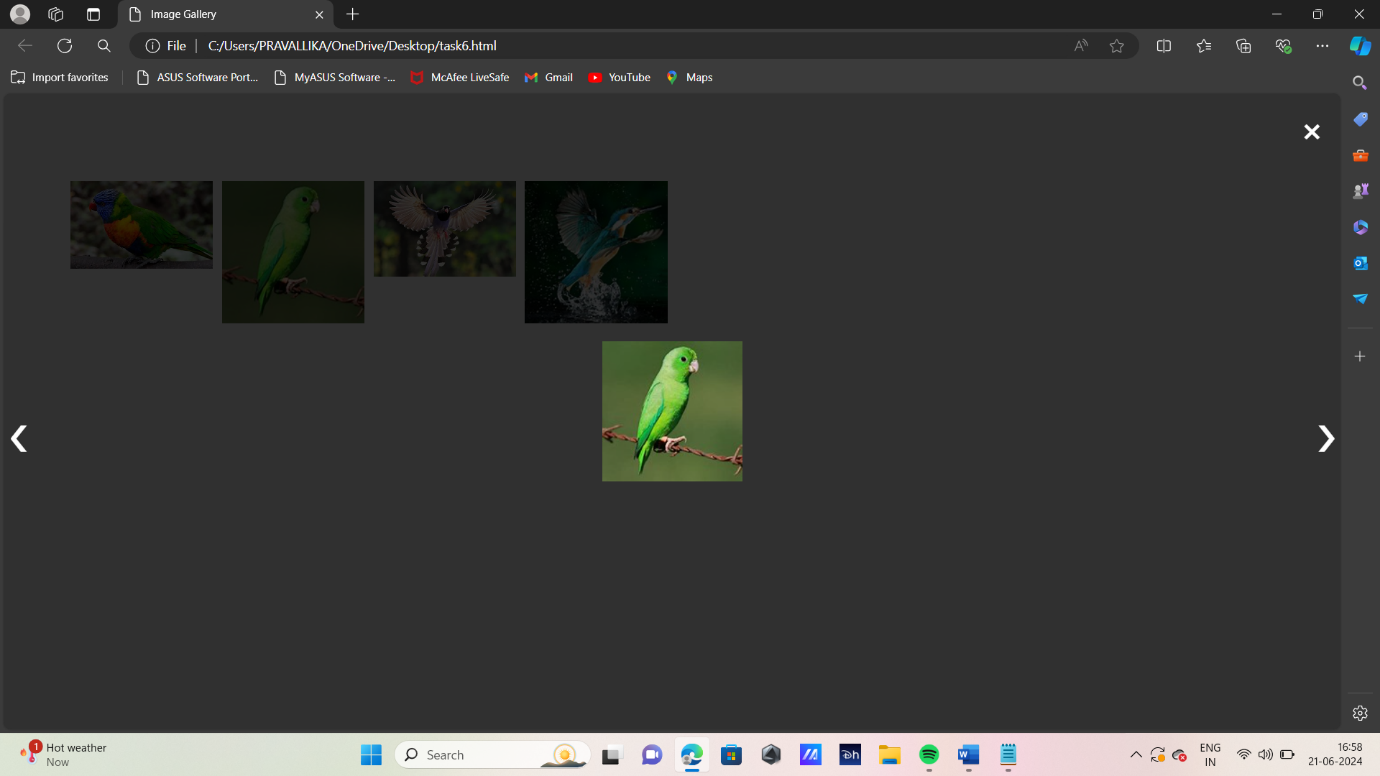 Image Gallery
File C:/Users/PRAVALLIKA/OneDrive/Desktop/task6.html
Import favorites ASUS Software Port... MyASUS Software -... McAfee LiveSafe Gmail YouTube Maps
1 Hot weather
Now
Search
ENG
IN
16:58
21-06-2024